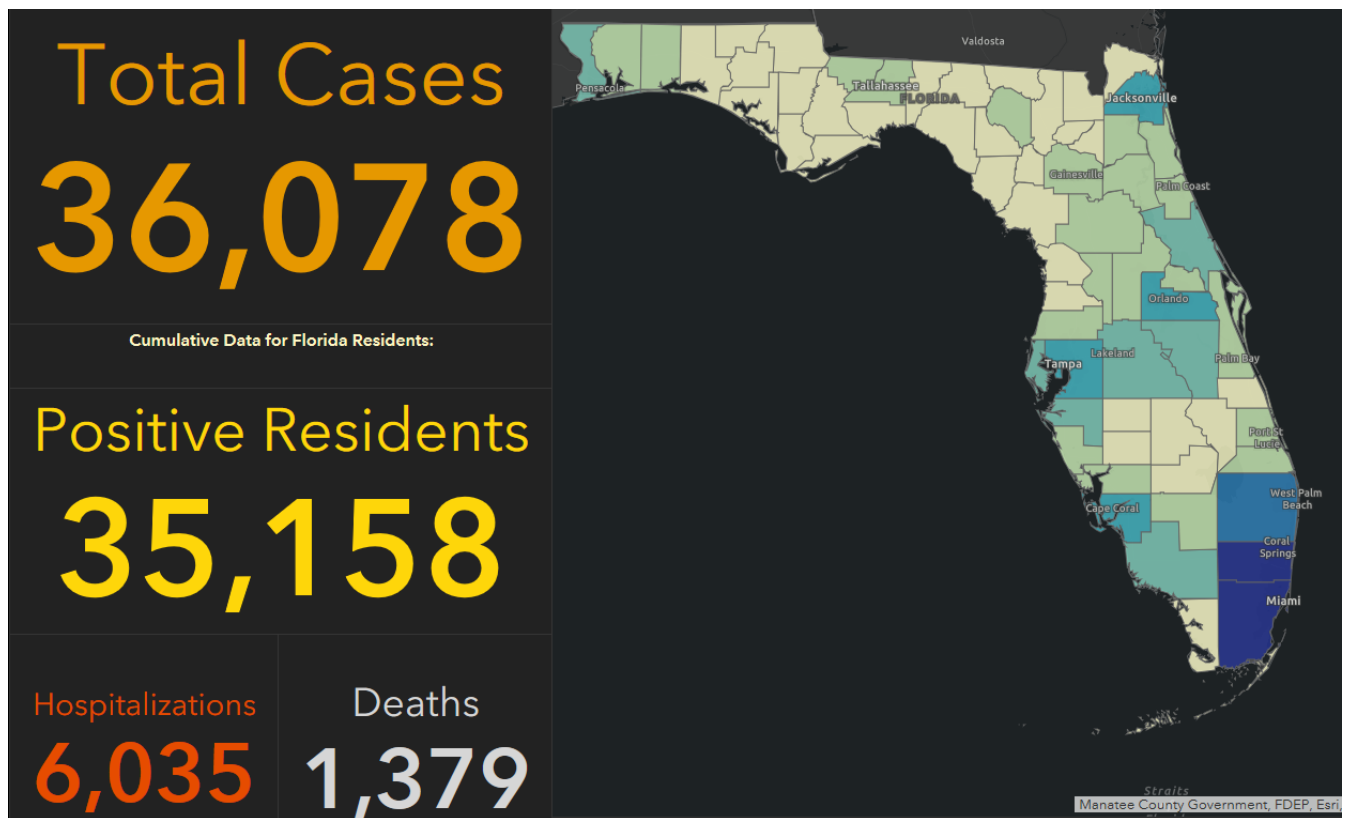 Total Cases
36,078
Cumulative Data for Florida Residents:
Positive Residents
35,158
Hospitalizations
6,035
Deaths
1,379
Valdosta
Pensacola
Tallahassee
FLORIDA
Jacksonville
Gainesville
Palm Coast
Orlando
Lakeland
Tampa
Palm Bay
Port St
Lucie
West Palm
Beach
Cape Coral
Coral
Springs
Miami
Straits
Manatee County Government, FDEP, Esri,